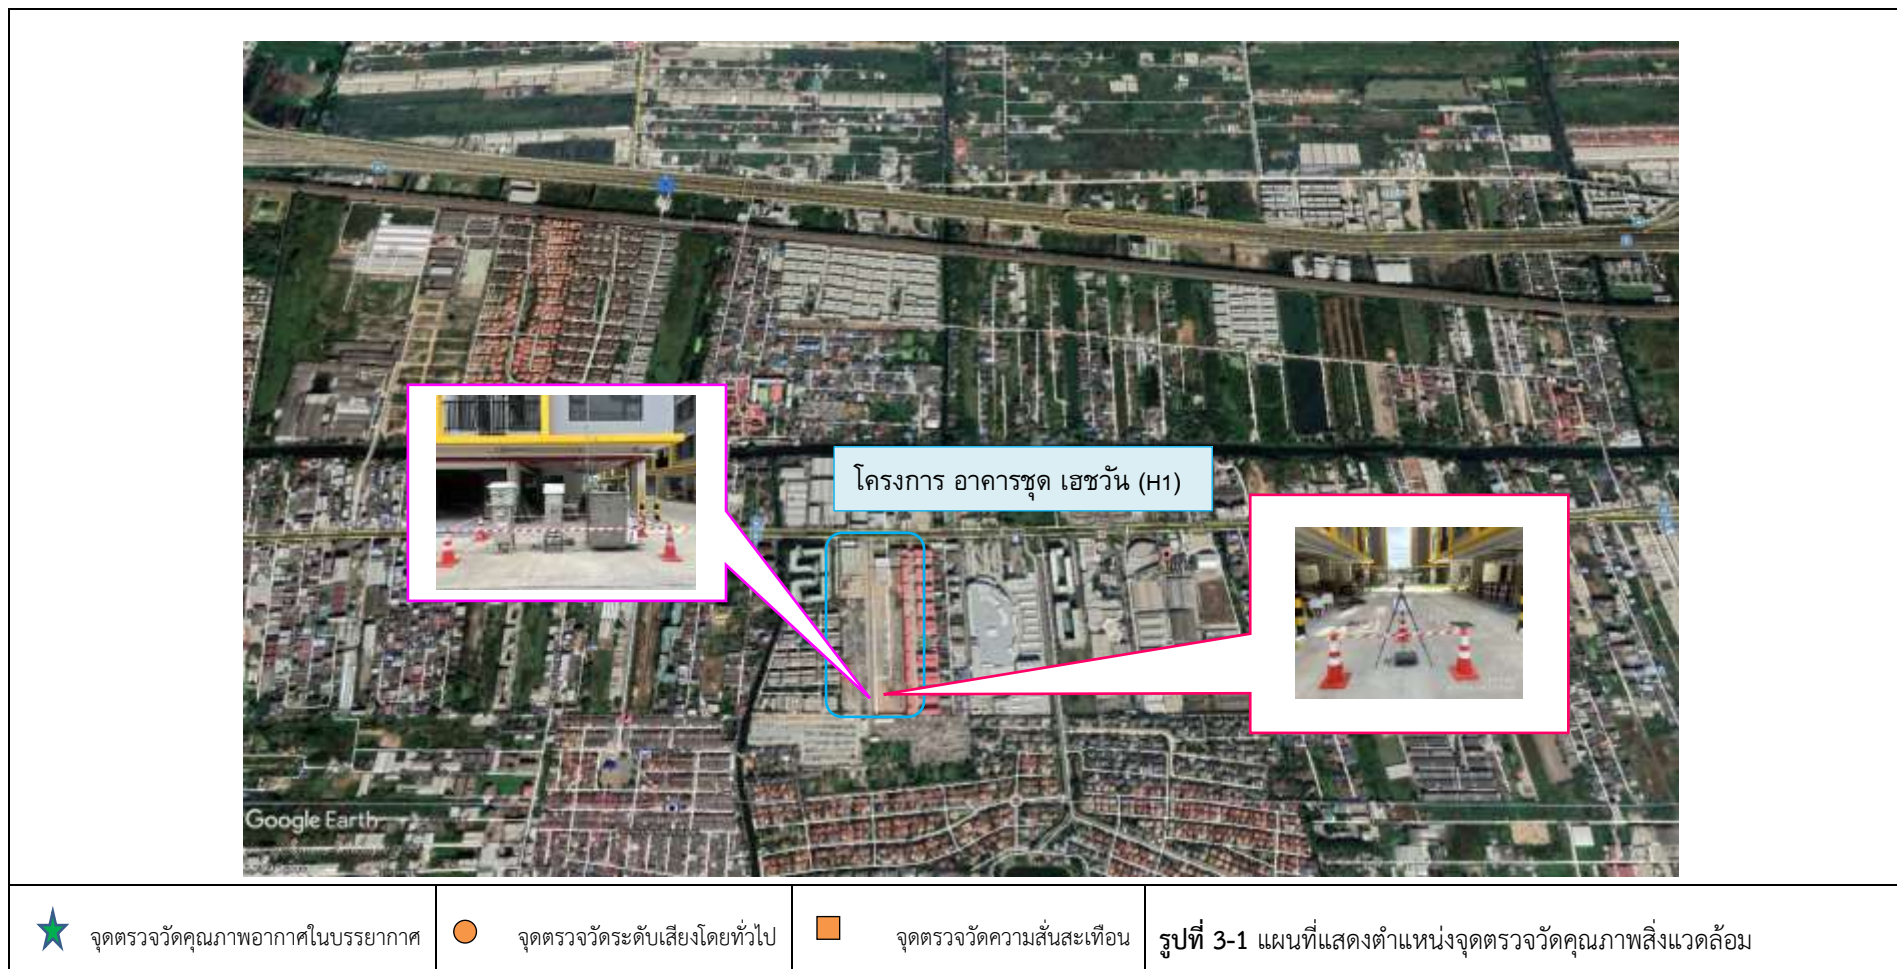 โครงการ อาคารชุด เฮชวัน (H1)
Google Earth
จุดตรวจวัดคุณภาพอากาศในบรรยากาศ
จุดตรวจวัดระดับเสียงโดยทั่วไป
จุดตรวจวัดความสั่นสะเทือน
รูปที่ 3-1 แผนที่แสดงตำแหน่งจุดตรวจวัดคุณภาพสิ่งแวดล้อม